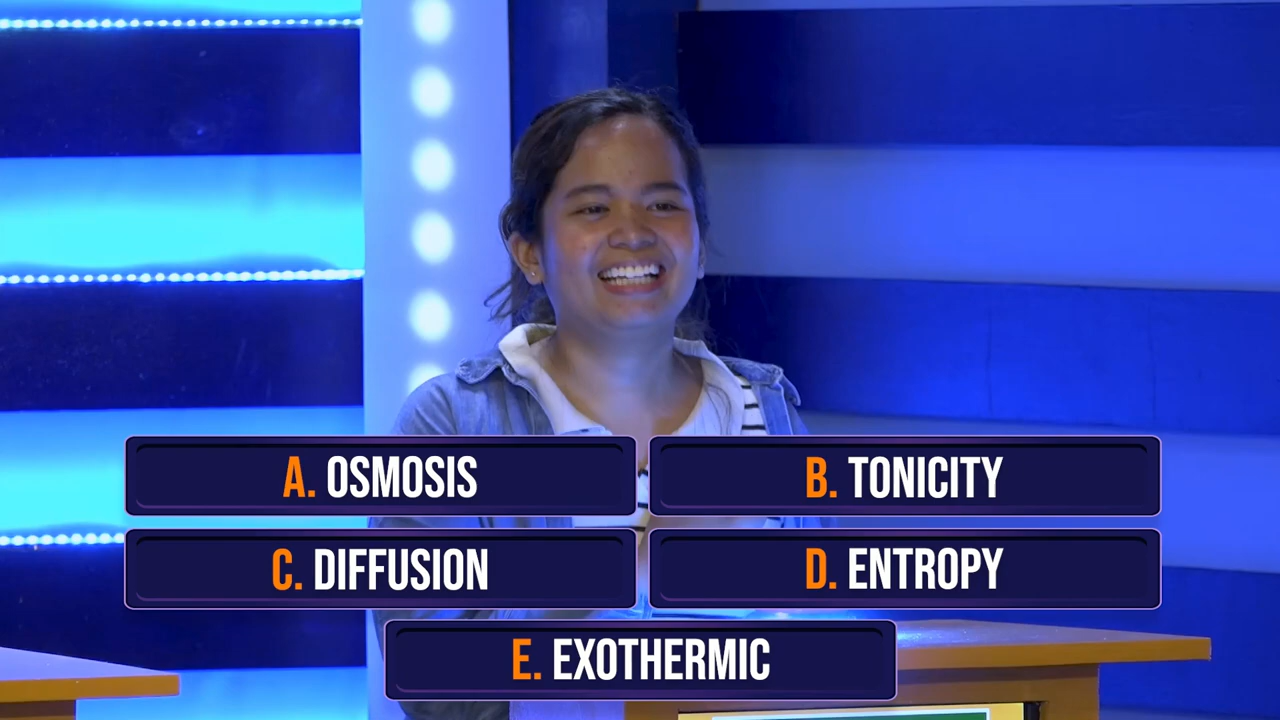 A. OSMOSIS
B. TONICITY
C. DIFFUSION
D. ENTROPY
E. EXOTHERMIC